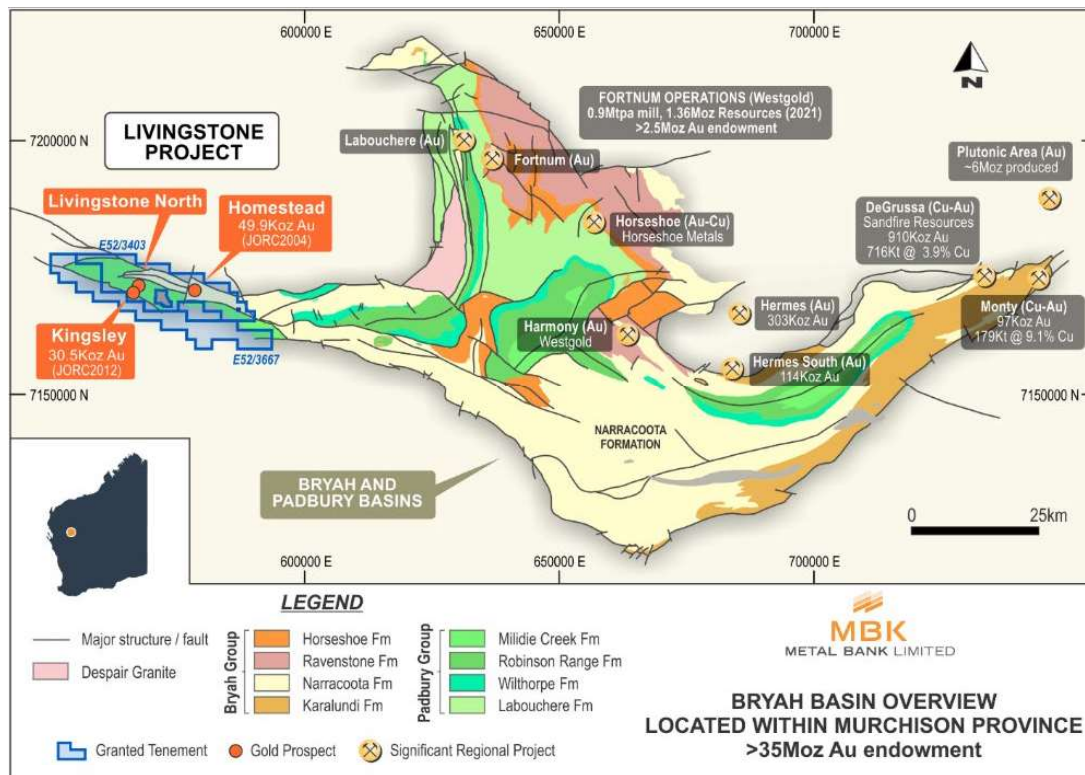 600000 E
650000 E
700000 E
N
7200000 N
LIVINGSTONE
PROJECT
FORTNUM OPERATIONS (Westgold)
0.9Mtpa mill, 1.36Moz Resources (2021)
>2.5Moz Au endowment
Labouchere (Au)
Fortnum (Au)
Plutonic Area (Au)
~6Moz produced
Livingstone North
Homestead
49.9Koz Au
(JORC2004)
Horseshoe (Au-Cu)
Horseshoe Metals
DeGrussa (Cu-Au)
Sandfire Resources
910Koz Au
716Kt @ 3.9% Cu
E52/3403
Kingsley
30.5Koz Au
(JORC2012)
E52/3667
Harmony (Au)
Westgold
Hermes (Au)
303Koz Au
Monty (Cu-Au)
97Koz Au
179Kt @ 9.1% Cu
Hermes South (Au)
114Koz Au
7150000 N
7150000 N
NARRACOOTA
FORMATION
BRYAH AND
PADBURY BASINS
0
25km
600000 E
650000 E
700000 E
LEGEND
Major structure / fault
Despair Granite
Bryah Group
Horseshoe Fm
Ravenstone Fm
Narracoota Fm
Karalundi Fm
Padbury Group
Milidie Creek Fm
Robinson Range Fm
Wilthorpe Fm
Labouchere Fm
Granted Tenement
Gold Prospect
Significant Regional Project
MBK
METAL BANK LIMITED
BRYAH BASIN OVERVIEW
LOCATED WITHIN MURCHISON PROVINCE
>35Moz Au endowment